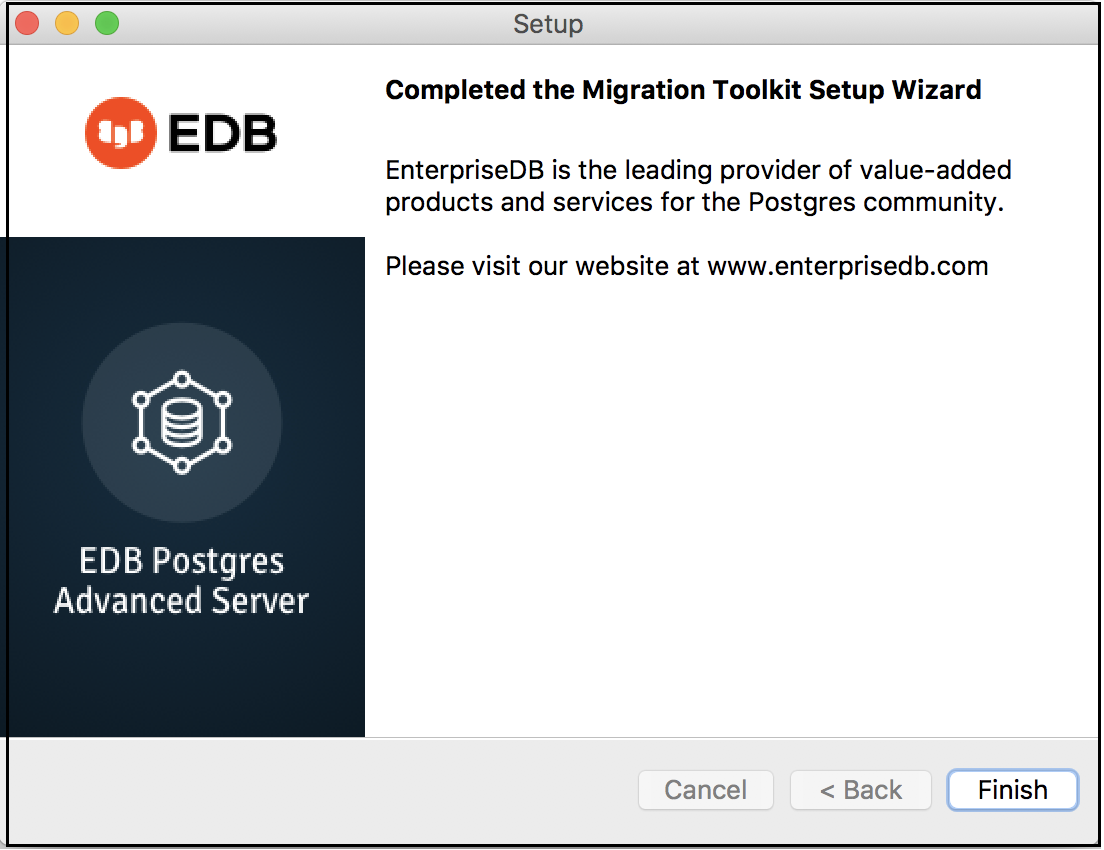 Setup
EDB
Completed the Migration Toolkit Setup Wizard
EnterpriseDB is the leading provider of value-added
products and services for the Postgres community.
Please visit our website at www.enterprisedb.com
EDB Postgres
Advanced Server
Cancel
< Back
Finish